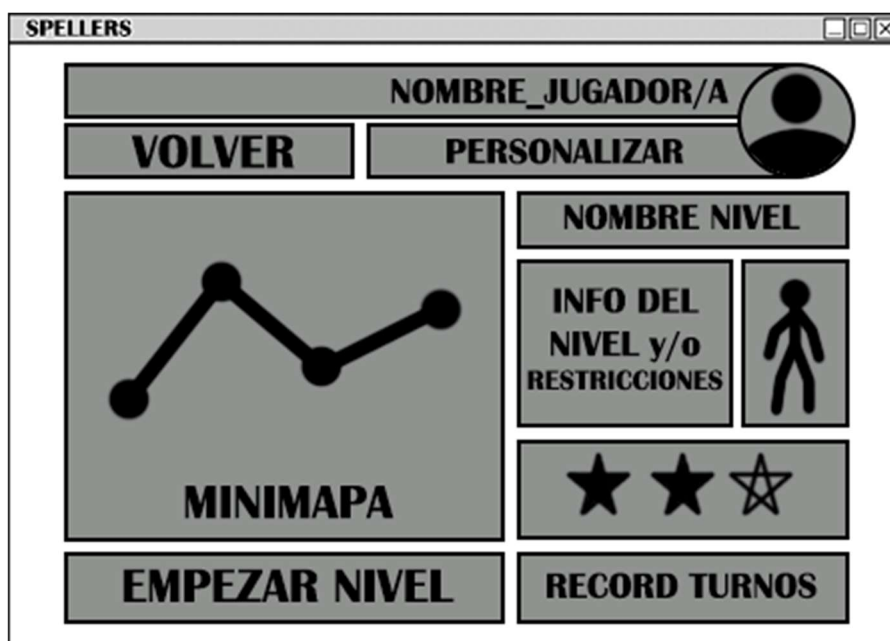 SPELLERS
NOMBRE_JUGADOR/A
VOLVER
PERSONALIZAR
NOMBRE NIVEL
INFO DEL
NIVEL y/o
RESTRICCIONES
MINIMAPA
EMPEZAR NIVEL
RECORD TURNOS